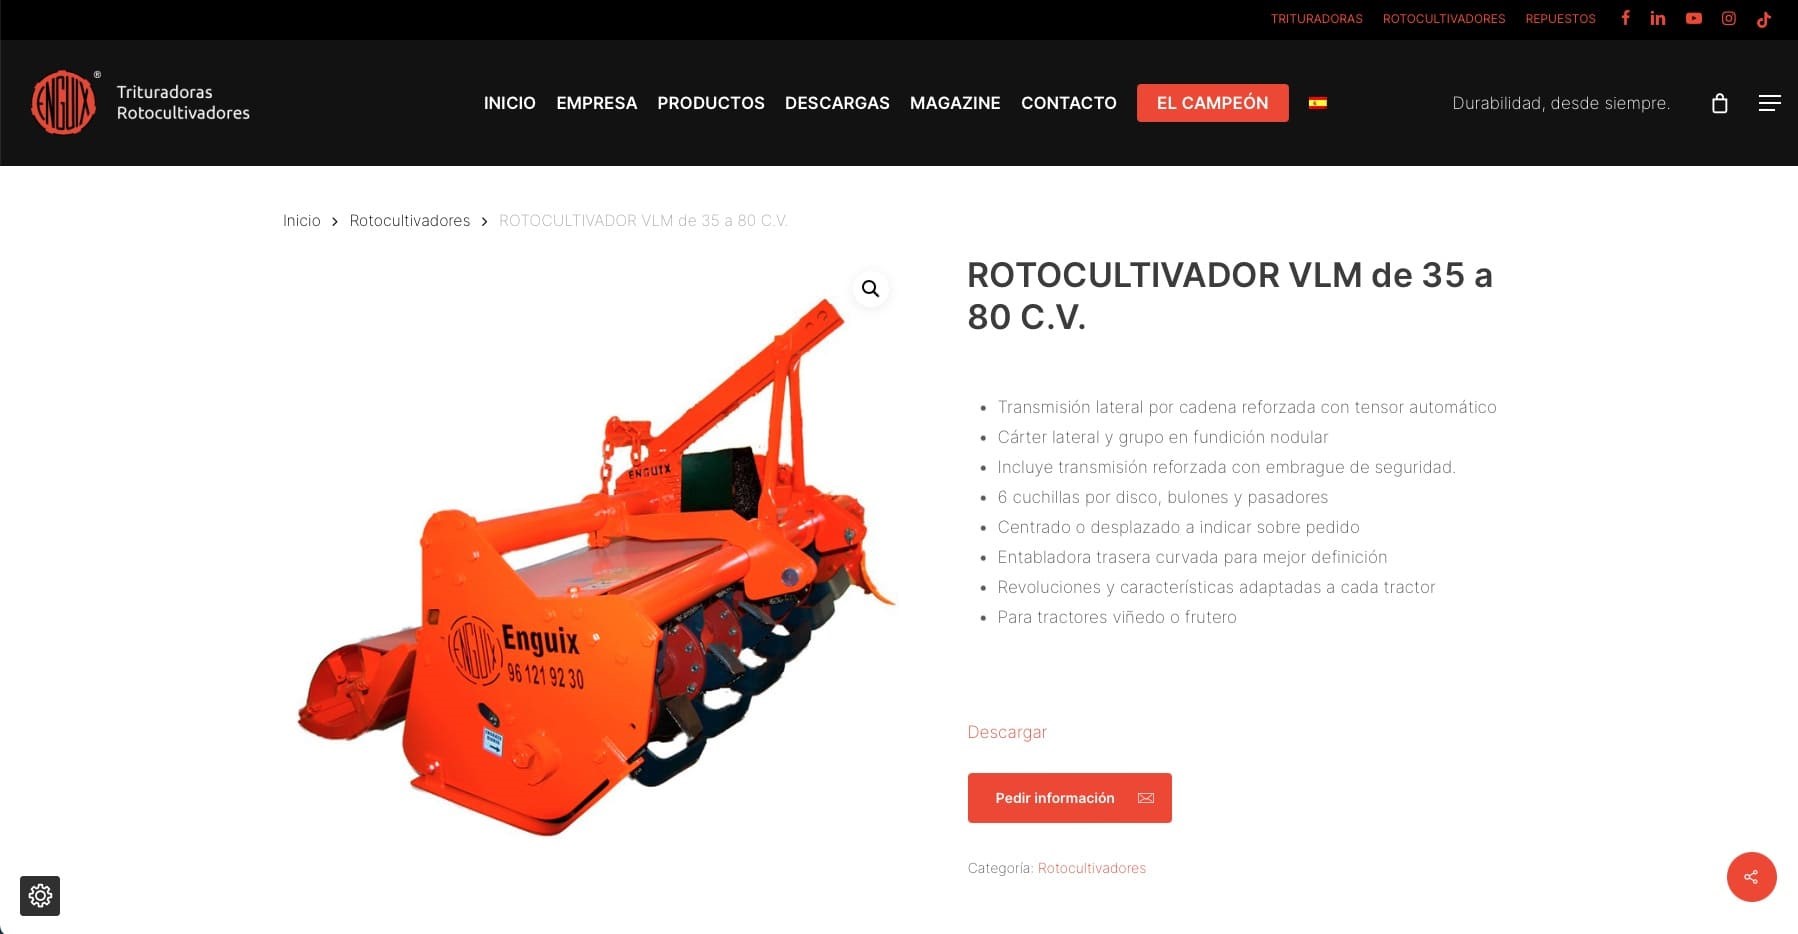 TRITURADORAS ROTOCULTIVADORES REPUESTOS
ENGUIX ®
Trituradoras
Rotocultivadores
INICIO EMPRESA PRODUCTOS DESCARGAS MAGAZINE CONTACTO EL CAMPEÓN
Durabilidad, desde siempre.
Inicio > Rotocultivadores > ROTOCULTIVADOR VLM de 35 a 80 C.V.
ENGUIX
ENGUIX
Enguix
96 121 92 30
ROTOCULTIVADOR VLM de 35 a
80 C.V.
• Transmisión lateral por cadena reforzada con tensor automático
• Cárter lateral y grupo en fundición nodular
• Incluye transmisión reforzada con embrague de seguridad.
• 6 cuchillas por disco, bulones y pasadores
• Centrado o desplazado a indicar sobre pedido
• Entabladora trasera curvada para mejor definición
• Revoluciones y características adaptadas a cada tractor
• Para tractores viñedo o frutero
Descargar
Pedir información
Categoría: Rotocultivadores